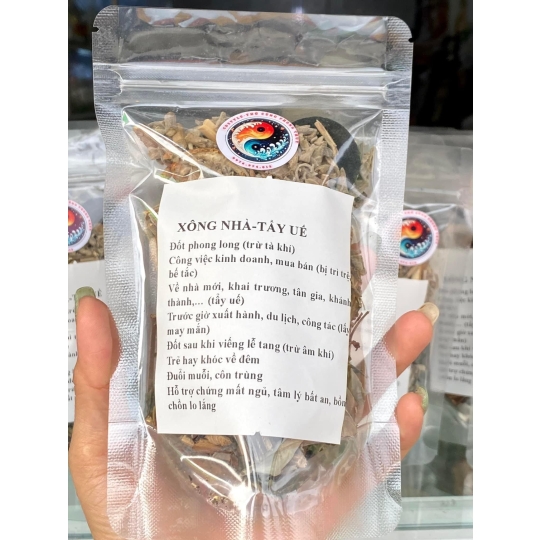 XÔNG NHÀ-TẨY UẾ
Đốt phong long (trừ tà khí)
Công việc kinh doanh, mua bán (bị trì trệ,
bế tắc)
Về nhà mới, khai trương, tân gia, khánh
thành,... (tẩy uế)
Trước giờ xuất hành, du lịch, công tác (lấy
may mắn)
Đốt sau khi viếng lễ tang (trừ âm khí)
Trẻ hay khóc về đêm
Đuổi muỗi, côn trùng
Hỗ trợ chứng mất ngủ, tâm lý bất an, bồn
chồn lo lắng